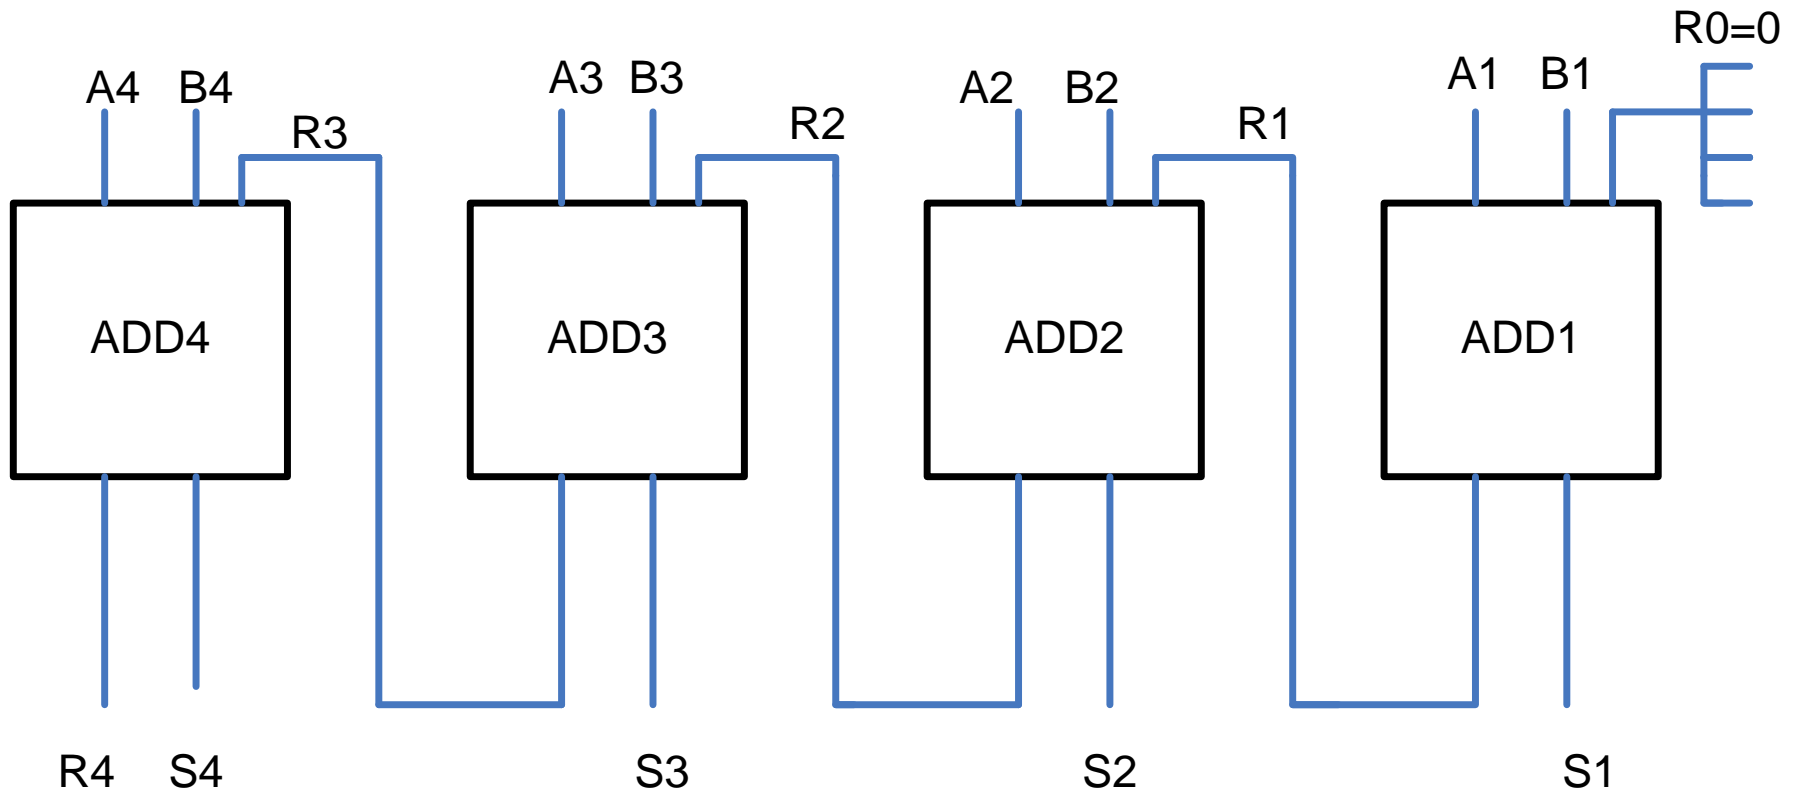 R0=0
A4 B4 R3 A3 B3 R2 A2 B2 R1 A1 B1
ADD4 ADD3 ADD2 ADD1
R4 S4 S3 S2 S1